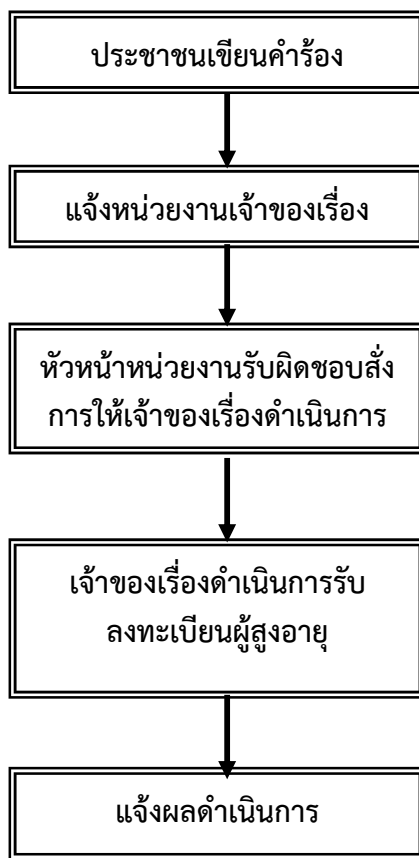 ประชาชนเขียนคำร้อง
แจ้งหน่วยงานเจ้าของเรื่อง
หัวหน้าหน่วยงานรับผิดชอบสั่ง
การให้เจ้าของเรื่องดำเนินการ
เจ้าของเรื่องดำเนินการรับ
ลงทะเบียนผู้สูงอายุ
แจ้งผลดำเนินการ